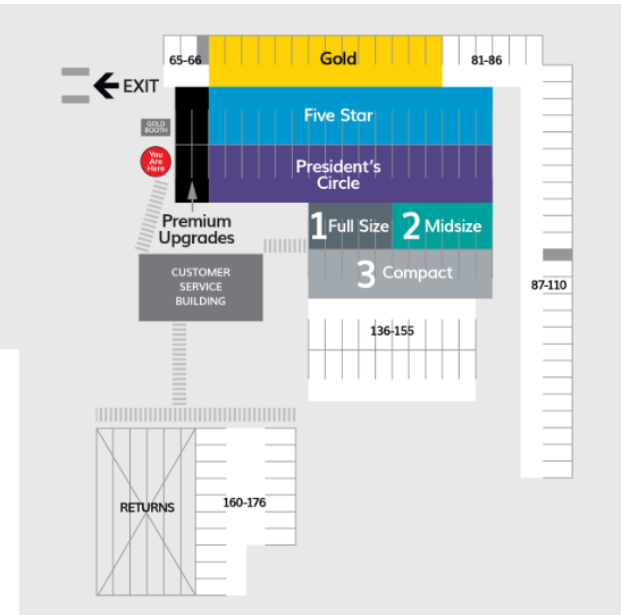 65-66
Gold
81-86
EXIT
GOLD
BOOTH
Five Star
You
Are
Here
President's
Circle
Premium
Upgrades
1 Full Size
2 Midsize
CUSTOMER
SERVICE
BUILDING
3 Compact
87-110
136-155
RETURNS
160-176